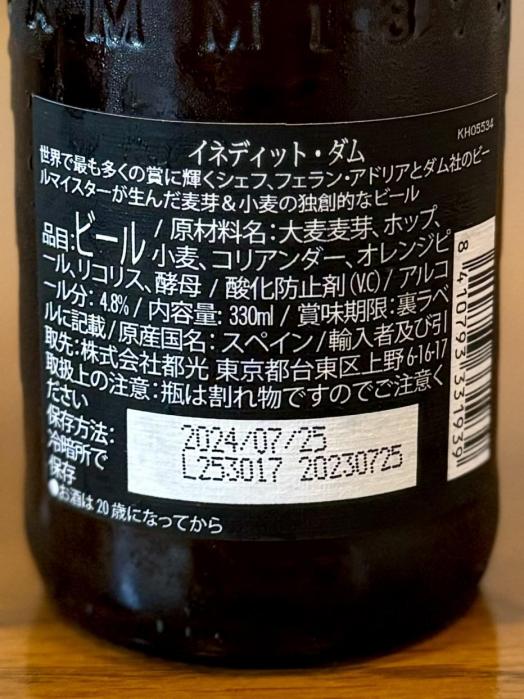 KH05534
イネディット・ダム
世界で最も多くの賞に輝くシェフ、フェラン・アドリアとダム社のビー
ルマイスターが生んだ麦芽&小麦の独創的なビール
品目:ビール / 原材料名:大麦麦芽、ホップ、
小麦、コリアンダー、オレンジピ
ール、リコリス、酵母 / 酸化防止剤(V.C) / アルコ
ール分: 4.8% / 内容量: 330ml / 賞味期限:裏ラベ
ルに記載 / 原産国名: スペイン / 輸入者及び引
取先:株式会社都光 東京都台東区上野6-16-17
取扱上の注意:瓶は割れ物ですのでご注意く
ださい
保存方法:
冷暗所で
保存
●お酒は20歳になってから
2024/07/25
L253017 20230725
8 410793 331939